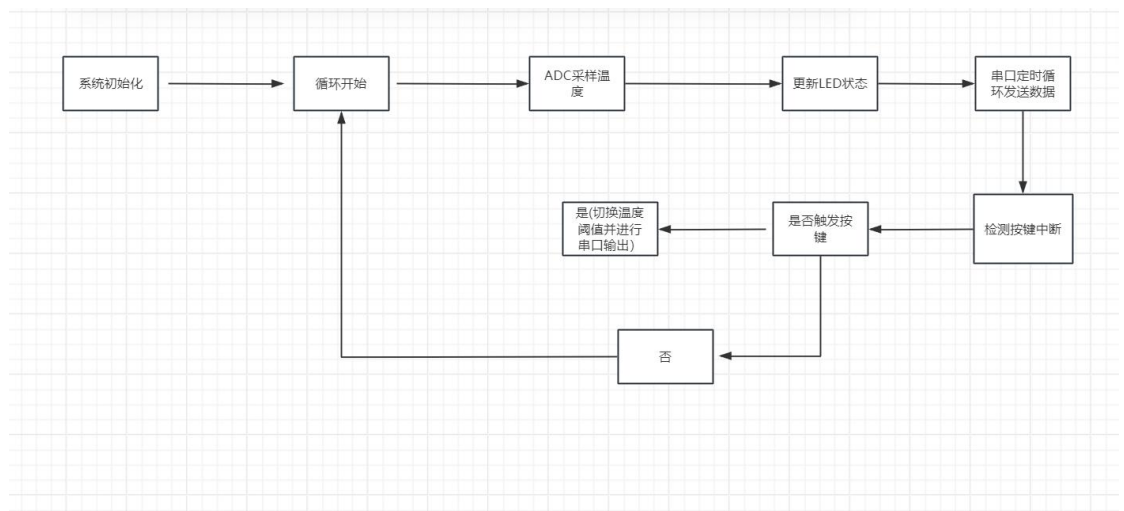 系统初始化
循环开始
ADC采样温
度
更新LED状态
串口定时循
环发送数据
是(切换温度
阈值并进行
串口输出)
是否触发按
键
检测按键中断
否